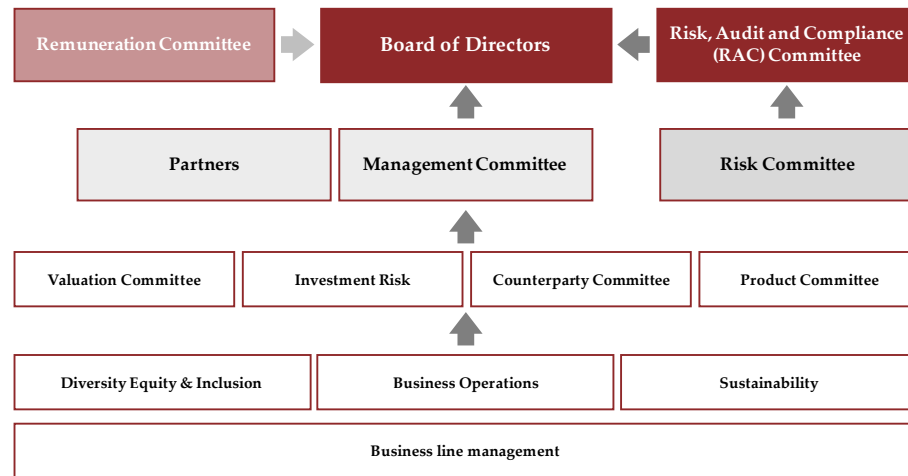 Remuneration Committee
Board of Directors
Risk, Audit and Compliance
(RAC) Committee
Partners
Management Committee
Risk Committee
Valuation Committee
Investment Risk
Counterparty Committee
Product Committee
Diversity Equity & Inclusion
Business Operations
Sustainability
Business line management